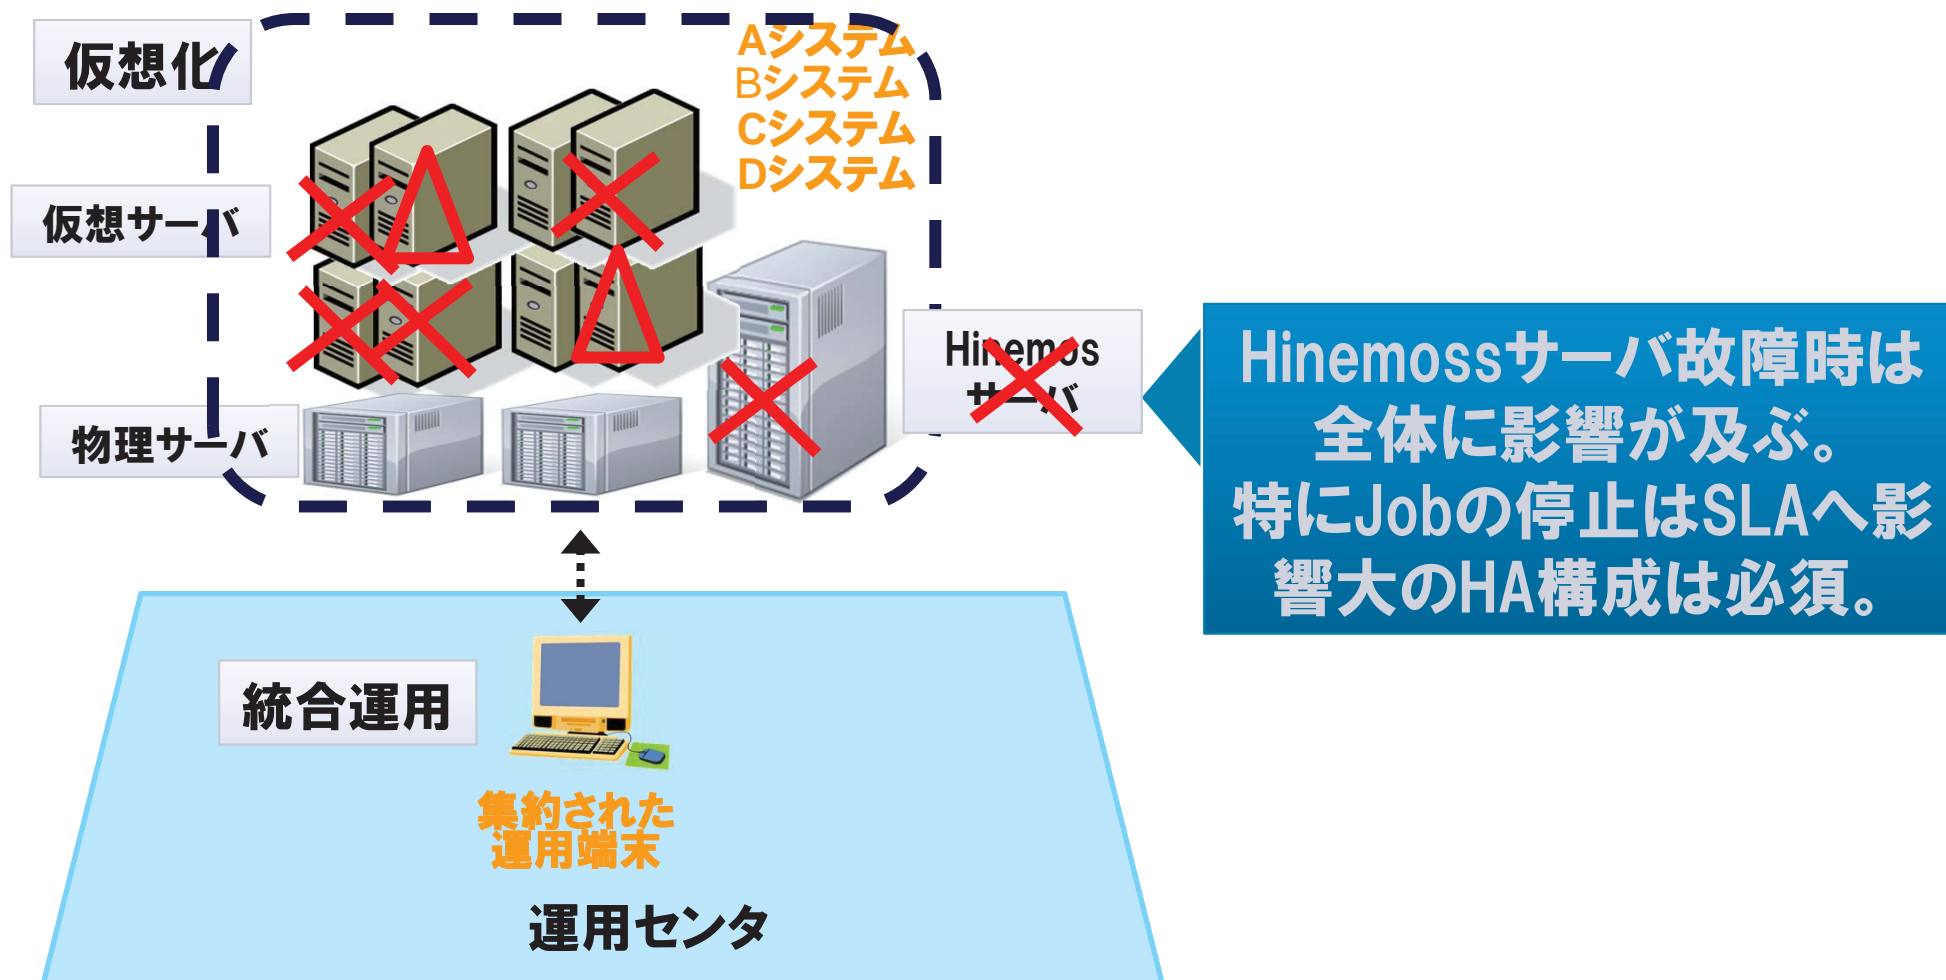 仮想化
Aシステム
Bシステム
Cシステム
Dシステム
仮想サーバ
Hinemos
サーバ
物理サーバ
Hinemossサーバ故障時は
全体に影響が及ぶ。
特にJobの停止はSLAへ影
響大のHA構成は必須。
統合運用
集約された
運用端末
運用センタ